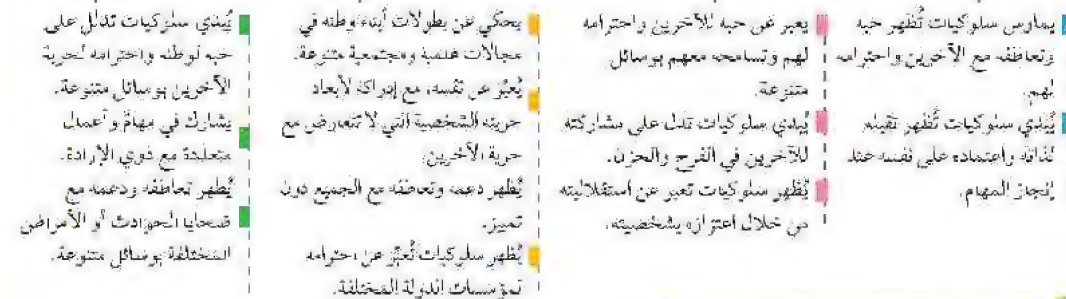 يمارس سلوكيات تُظهر حبه
وتعاطفه مع الآخرين واحترامه
لهم.
يُبدي سلوكيات تُظهر تقبله
لذاته واعتماده على نفسه عند
إنجاز المهام.
يعبر عن حبه للآخرين واحترامه
لهم وتسامحه معهم بوسائل
متنوعة.
يُبدي سلوكيات تدل على مشاركته
للآخرين في الفرح والحزن.
يُظهر سلوكيات تعبر عن استقلاليته
من خلال اعتزازه بشخصيته.
يحكي عن بطولات أبناء وطنه في
مجالات علمية ومجتمعية متنوعة.
يُعبِّر عن نفسه، مع إدراكه لأبعاد
حريته الشخصية التي لا تتعارض مع
حرية الآخرين.
يُظهر دعمه وتعاطفه مع الجميع دون
تمييز.
يُظهر سلوكيات تُعبِّر عن احترامه
لمؤسسات الدولة المختلفة.
يُبدي سلوكيات تدلل على
حبه لوطنه واحترامه لحرية
الآخرين بوسائل متنوعة.
يشارك في مهامَّ وأعمال
متعددة مع ذوي الإرادة.
يُظهر تعاطفه ودعمه مع
ضحايا الحوادث أو الأمراض
المختلفة بوسائل متنوعة.